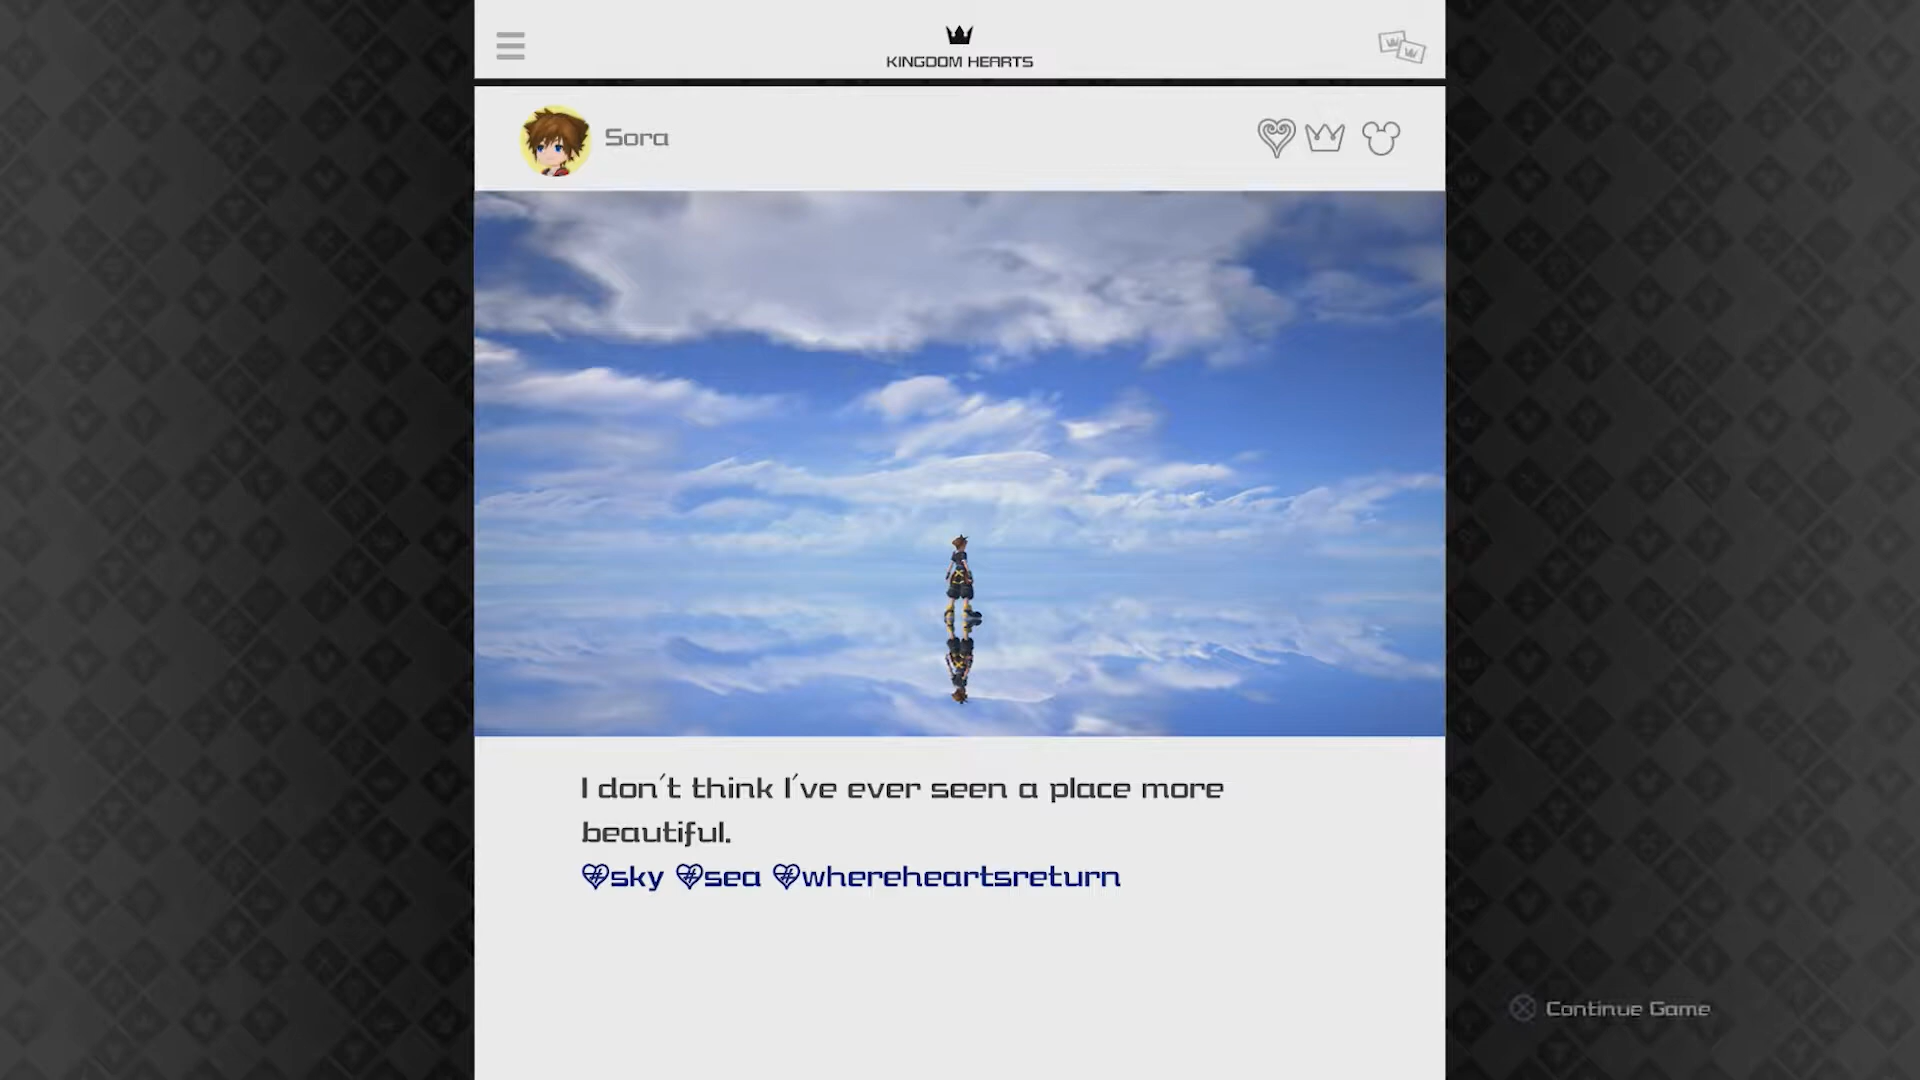 KINGDOM HEARTS
Sora
I don't think I've ever seen a place more
beautiful.
#sky #sea #whereheartsreturn
Continue Game